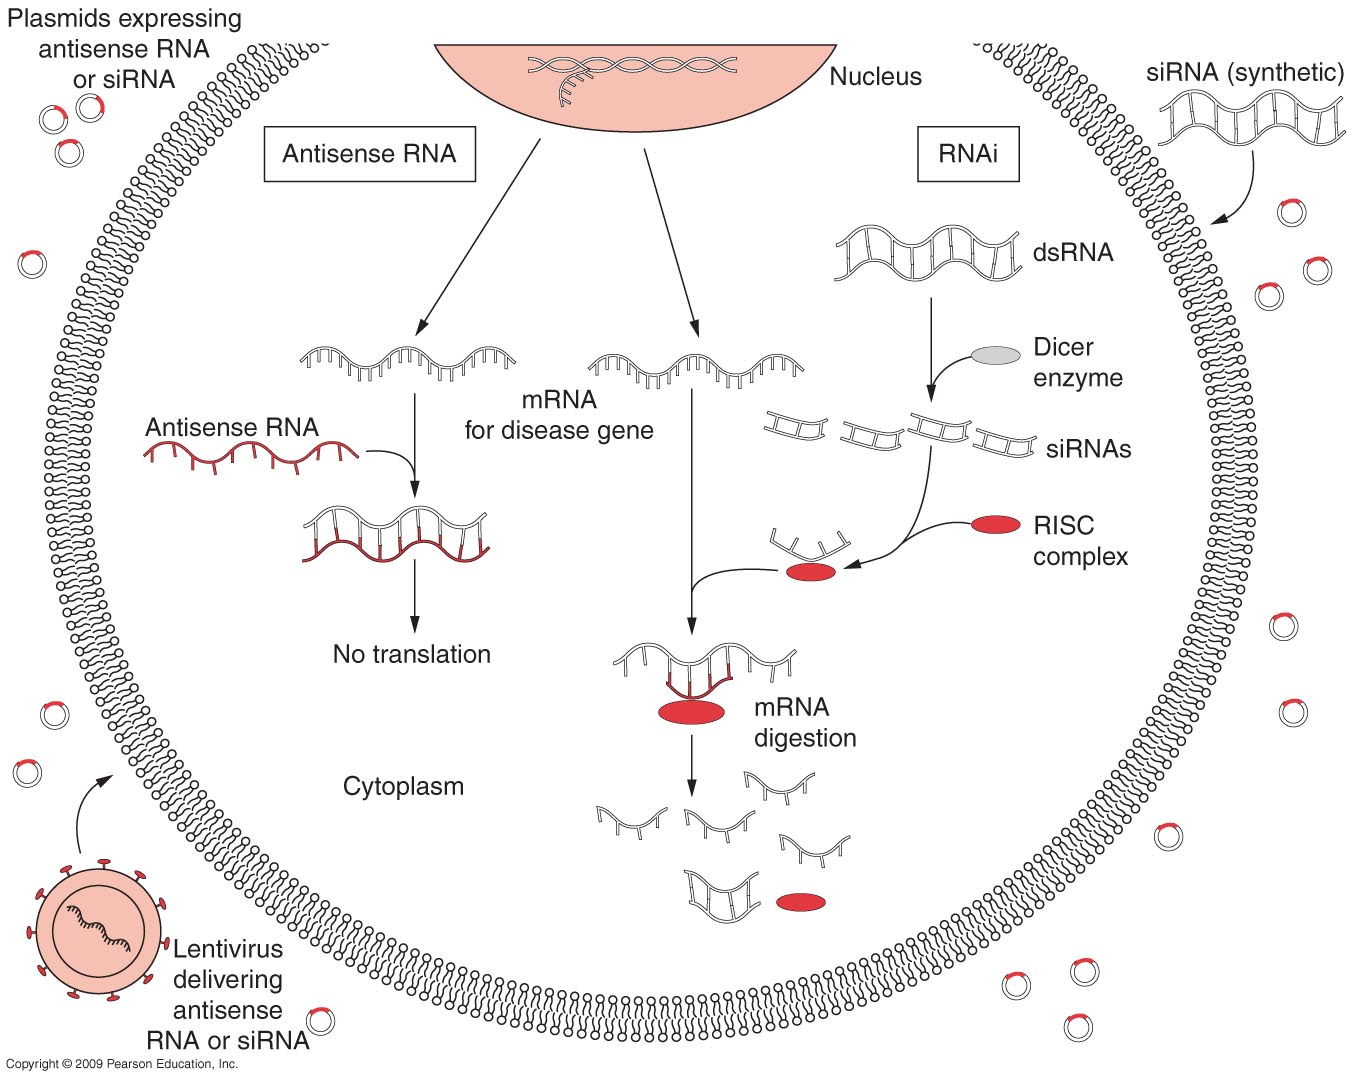 Plasmids expressing
antisense RNA
or siRNA
Nucleus
siRNA (synthetic)
Antisense RNA
RNAi
dsRNA
Dicer
enzyme
mRNA
for disease gene
Antisense RNA
siRNAs
RISC
complex
No translation
mRNA
digestion
Cytoplasm
Lentivirus
delivering
antisense
RNA or siRNA
Copyright © 2009 Pearson Education, Inc.